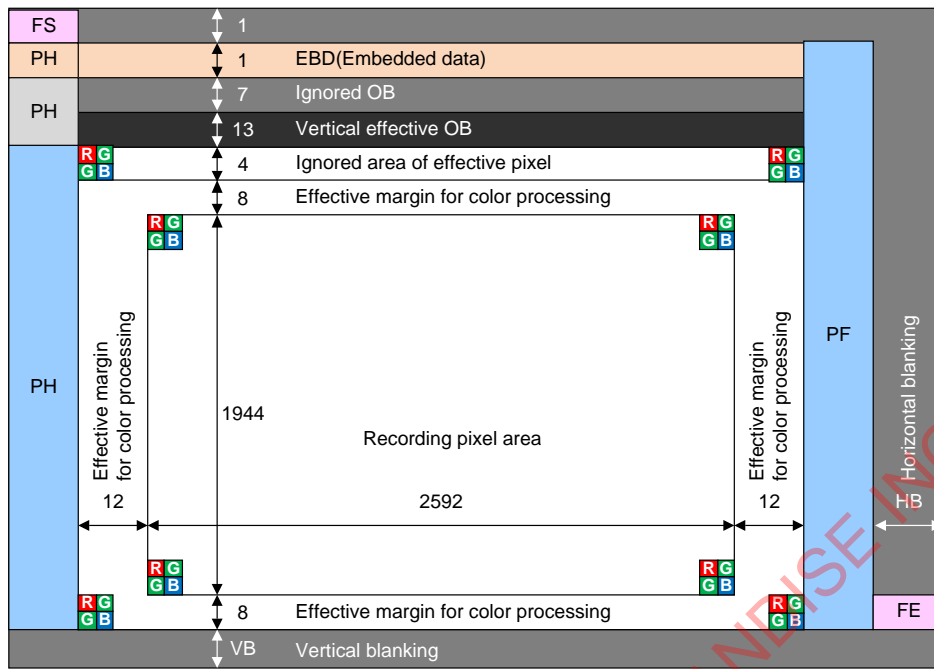 FS
1
PH
1
EBD(Embedded data)
PH
7
Ignored OB
13
Vertical effective OB
R G
G B
4
Ignored area of effective pixel
R G
G B
8
Effective margin for color processing
R G
G B
R G
G B
PH
Effective margin
for color processing
12
1944
Recording pixel area
2592
Effective margin
for color processing
12
PF
Horizontal blanking
HB
R G
G B
R G
G B
R G
G B
8
Effective margin for color processing
R G
G B
FE
VB
Vertical blanking